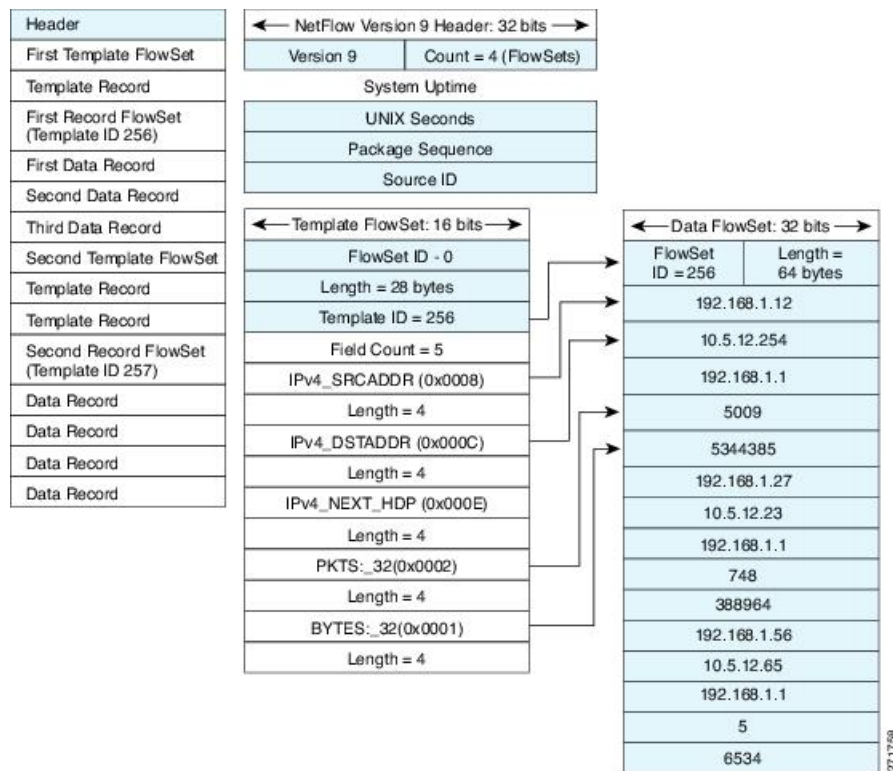 Header
First Template FlowSet
Template Record
First Record FlowSet
(Template ID 256)
First Data Record
Second Data Record
Third Data Record
Second Template FlowSet
Template Record
Template Record
Second Record FlowSet
(Template ID 257)
Data Record
Data Record
Data Record
Data Record
NetFlow Version 9 Header: 32 bits
Version 9
Count = 4 (FlowSets)
System Uptime
UNIX Seconds
Package Sequence
Source ID
Template FlowSet: 16 bits
FlowSet ID - 0
Length = 28 bytes
Template ID = 256
Field Count = 5
IPv4_SRCADDR (0x0008)
Length = 4
IPv4_DSTADDR (0x000C)
Length = 4
IPv4_NEXT_HDP (0x000E)
Length = 4
PKTS:_32(0x0002)
Length = 4
BYTES:_32(0x0001)
Length = 4
Data FlowSet: 32 bits
FlowSet
ID = 256
Length =
64 bytes
192.168.1.12
10.5.12.254
192.168.1.1
5009
5344385
192.168.1.27
10.5.12.23
192.168.1.1
748
388964
192.168.1.56
10.5.12.65
192.168.1.1
5
6534